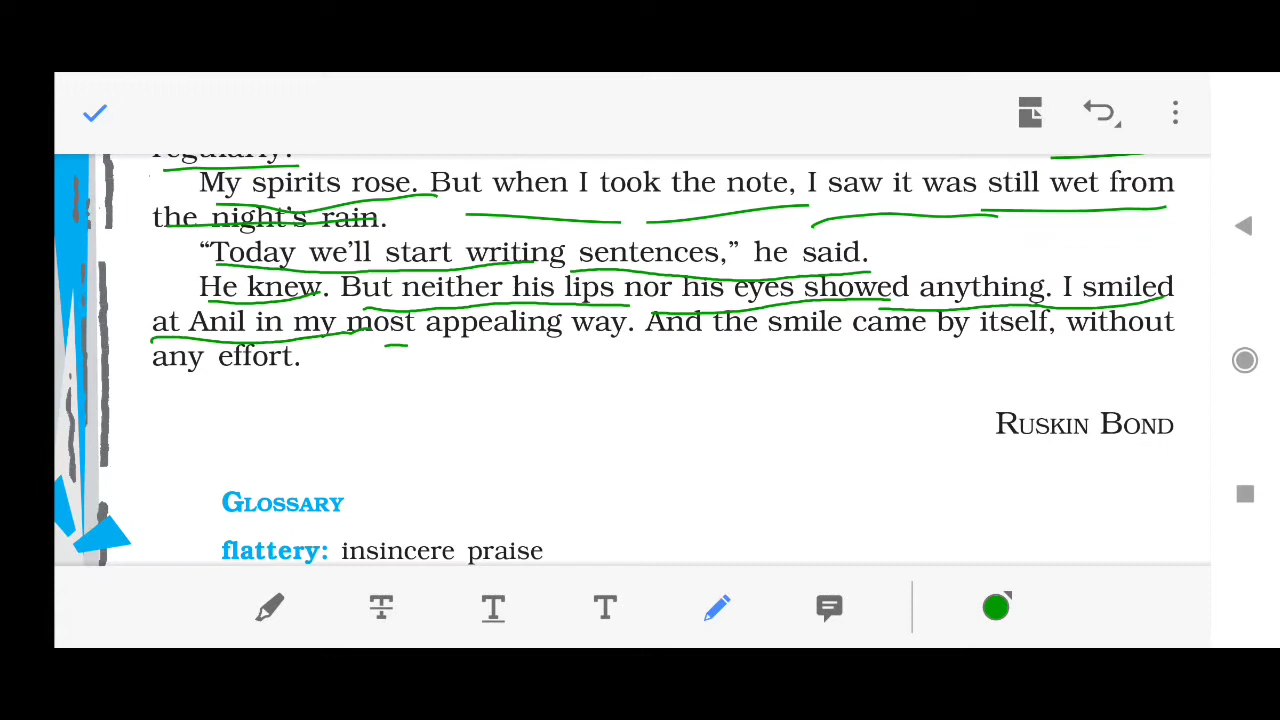 regularly.
My spirits rose. But when I took the note, I saw it was still wet from
the night's rain.
“Today we'll start writing sentences,” he said.
He knew. But neither his lips nor his eyes showed anything. I smiled
at Anil in my most appealing way. And the smile came by itself, without
any effort.
RUSKIN BOND
GLOSSARY
flattery: insincere praise